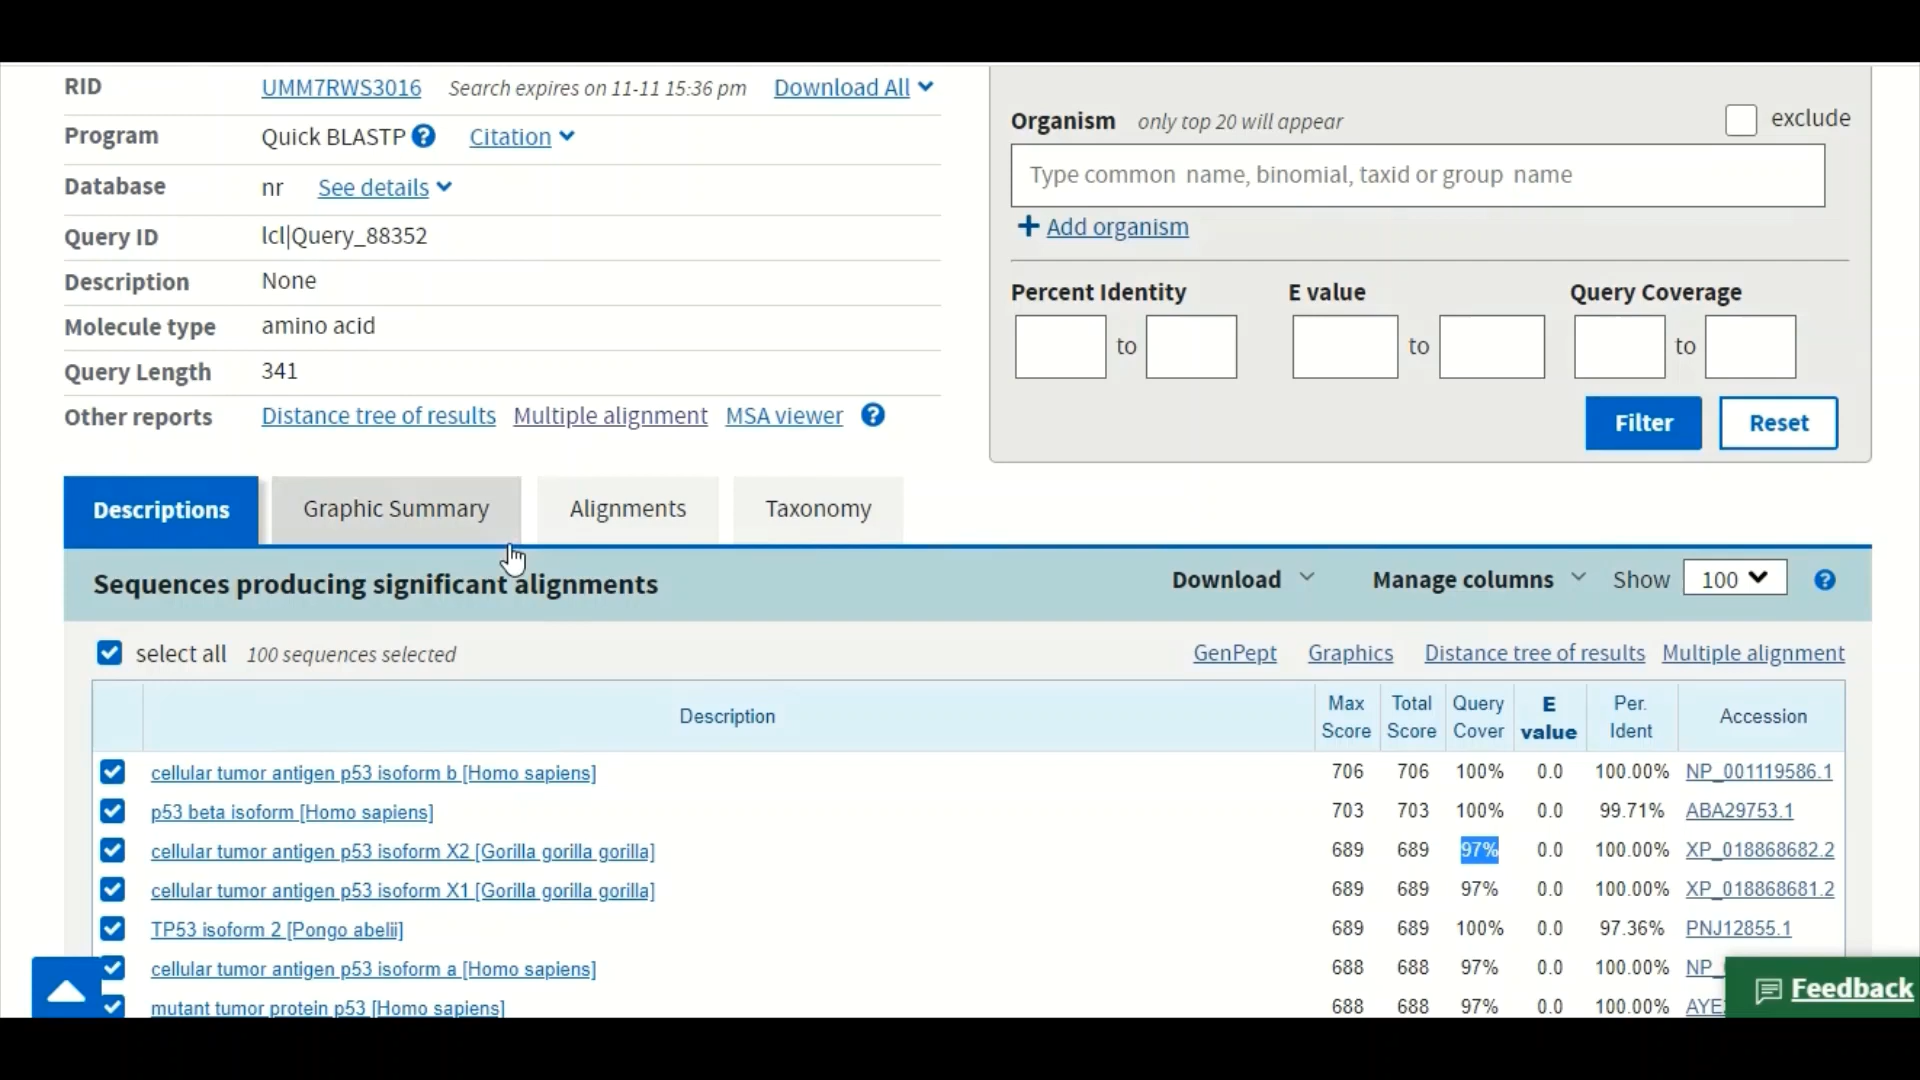 RID UMM7RWS3016 Search expires on 11-11 15:36 pm Download All
Program Quick BLASTP ? Citation
Database nr See details
Query ID lcl|Query_88352
Description None
Molecule type amino acid
Query Length 341
Other reports Distance tree of results Multiple alignment MSA viewer ?
Organism only top 20 will appear exclude
Type common name, binomial, taxid or group name
+ Add organism
Percent Identity E value Query Coverage
to to to
Filter Reset
Descriptions Graphic Summary Alignments Taxonomy
Sequences producing significant alignments Download Manage columns Show 100 ?
select all 100 sequences selected GenPept Graphics Distance tree of results Multiple alignment
Description Max Score Total Score Query Cover E value Per. Ident Accession
cellular tumor antigen p53 isoform b [Homo sapiens] 706 706 100% 0.0 100.00% NP_001119586.1
p53 beta isoform [Homo sapiens] 703 703 100% 0.0 99.71% ABA29753.1
cellular tumor antigen p53 isoform X2 [Gorilla gorilla gorilla] 689 689 97% 0.0 100.00% XP_018868682.2
cellular tumor antigen p53 isoform X1 [Gorilla gorilla gorilla] 689 689 97% 0.0 100.00% XP_018868681.2
TP53 isoform 2 [Pongo abelii] 689 689 100% 0.0 97.36% PNJ12855.1
cellular tumor antigen p53 isoform a [Homo sapiens] 688 688 97% 0.0 100.00%
mutant tumor protein p53 [Homo sapiens] 688 688 97% 0.0 100.00%
Feedback